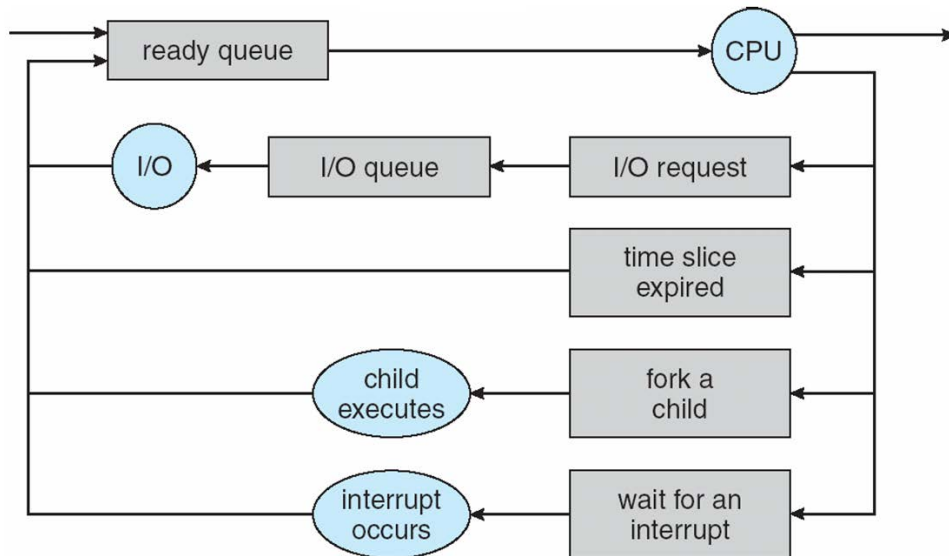 ready queue
CPU
I/O
I/O queue
I/O request
time slice
expired
child
executes
fork a
child
interrupt
occurs
wait for an
interrupt